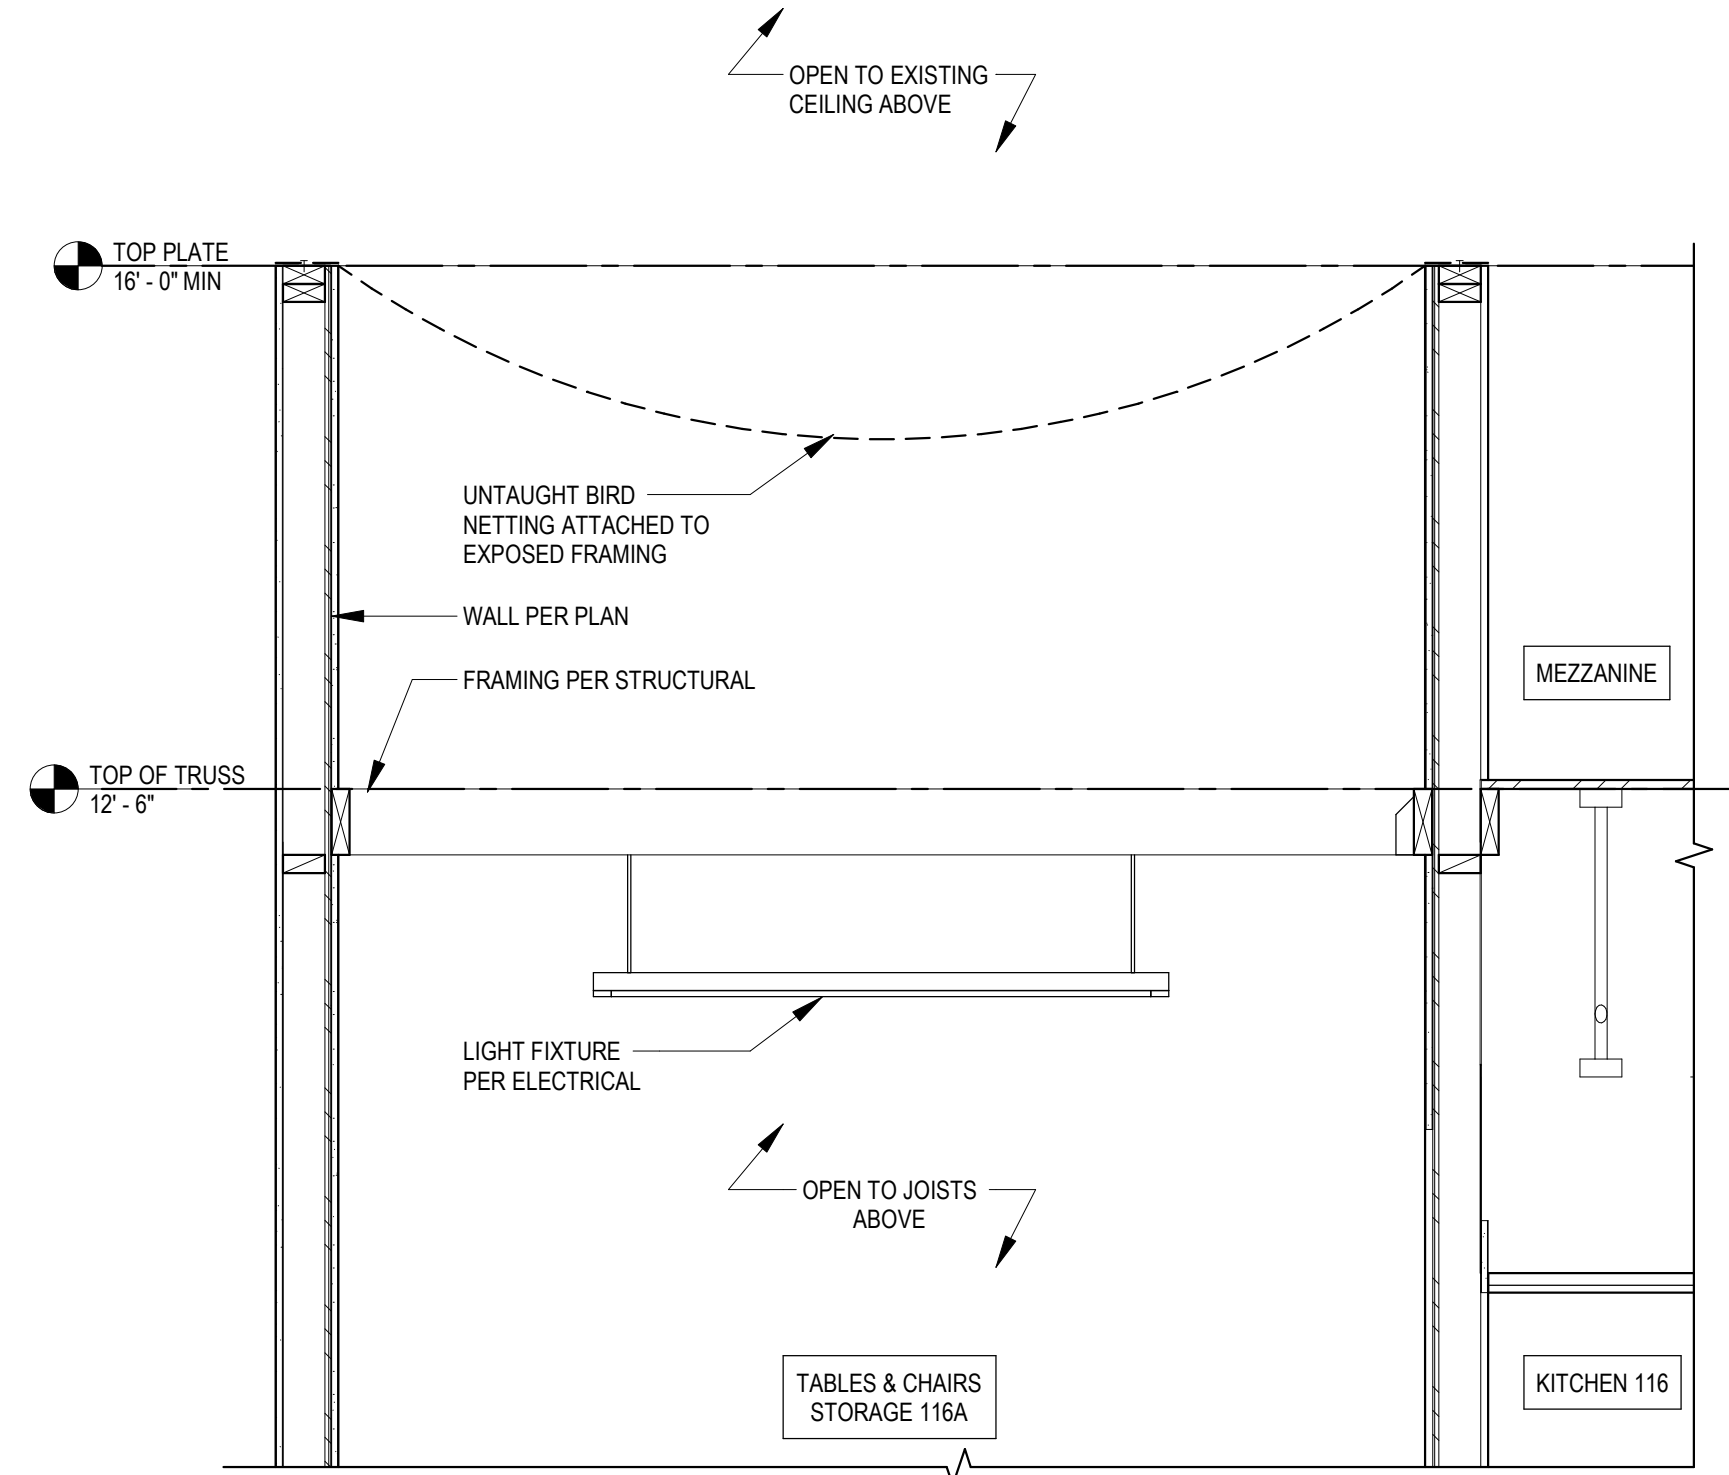 OPEN TO EXISTING
CEILING ABOVE
TOP PLATE
16' - 0" MIN
UNTAUGHT BIRD
NETTING ATTACHED TO
EXPOSED FRAMING
WALL PER PLAN
FRAMING PER STRUCTURAL
MEZZANINE
TOP OF TRUSS
12' - 6"
LIGHT FIXTURE
PER ELECTRICAL
OPEN TO JOISTS
ABOVE
TABLES & CHAIRS
STORAGE 116A
KITCHEN 116